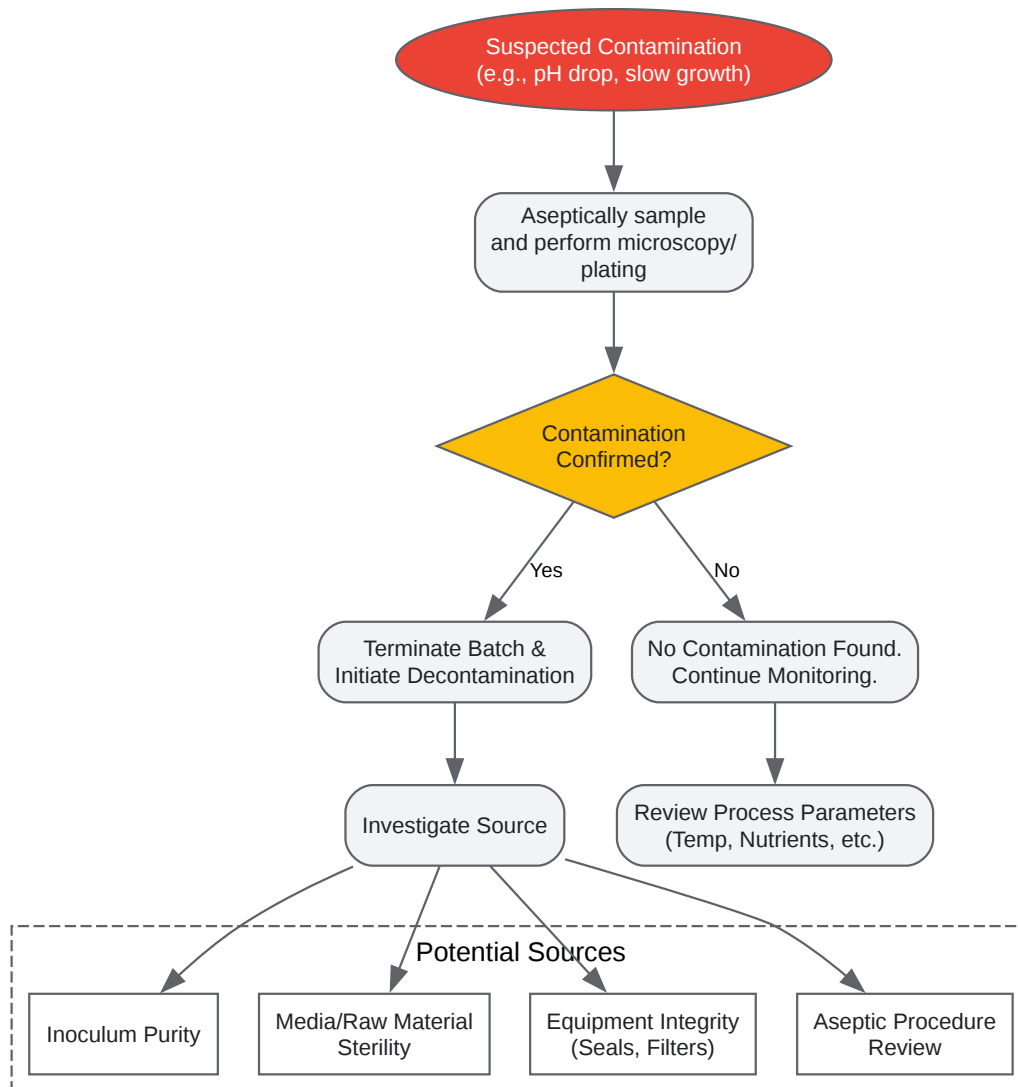 Suspected Contamination
(e.g., pH drop, slow growth)
Aseptically sample
and perform microscopy/
plating
Contamination
Confirmed?
Yes
No
Terminate Batch &
Initiate Decontamination
No Contamination Found.
Continue Monitoring.
Investigate Source
Review Process Parameters
(Temp, Nutrients, etc.)
Potential Sources
Inoculum Purity
Media/Raw Material
Sterility
Equipment Integrity
(Seals, Filters)
Aseptic Procedure
Review